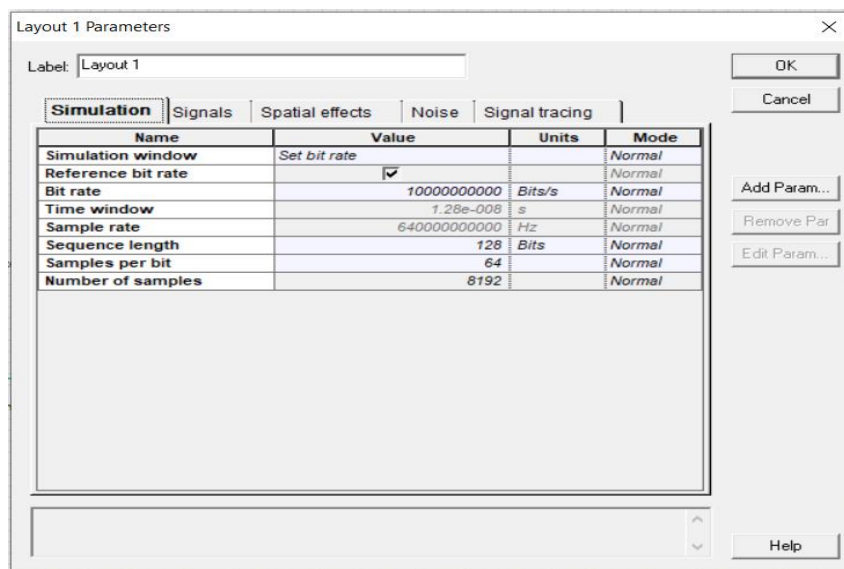 Layout 1 Parameters
Label: Layout 1
OK
Cancel
Simulation Signals Spatial effects Noise Signal tracing
Name Value Units Mode
Simulation window Set bit rate Normal
Reference bit rate Normal
Bit rate 10000000000 Bits/s Normal
Time window 1.28e-008 s Normal
Sample rate 640000000000 Hz Normal
Sequence length 128 Bits Normal
Samples per bit 64 Normal
Number of samples 8192 Normal
Add Param...
Remove Par
Edit Param...
Help